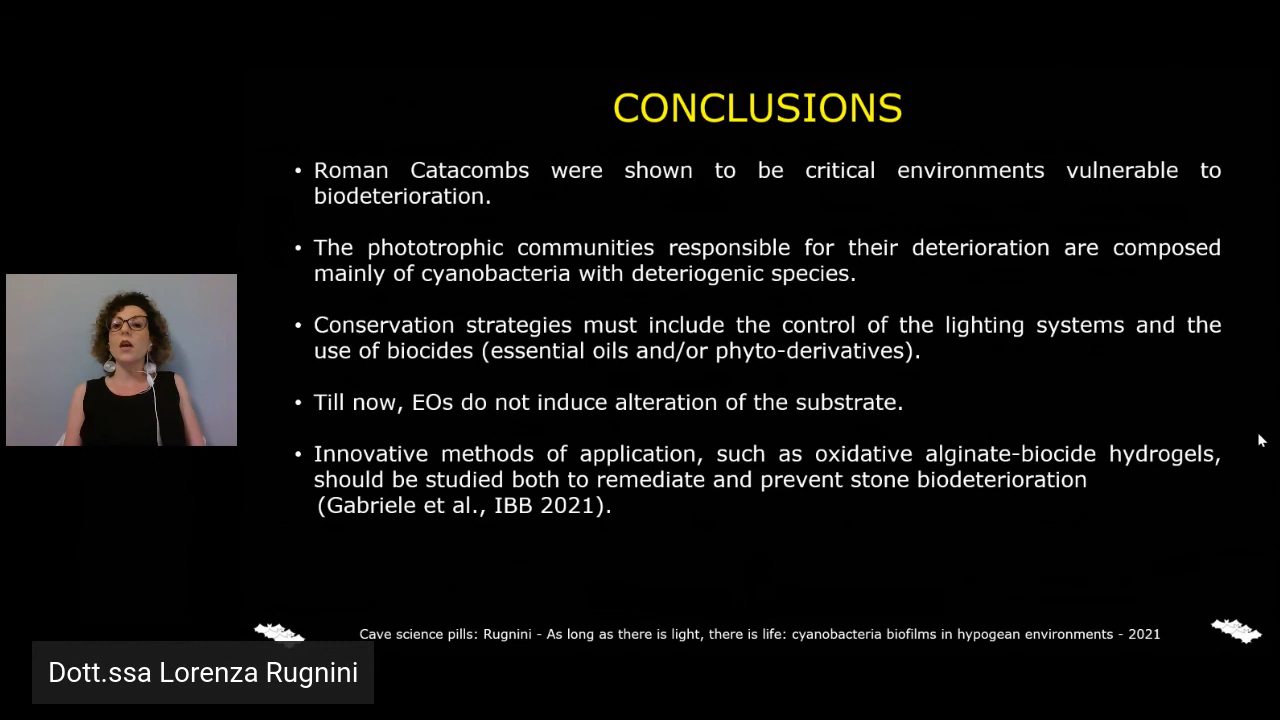 CONCLUSIONS
• Roman Catacombs were shown to be critical environments vulnerable to
biodeterioration.
• The phototrophic communities responsible for their deterioration are composed
mainly of cyanobacteria with deteriogenic species.
• Conservation strategies must include the control of the lighting systems and the
use of biocides (essential oils and/or phyto-derivatives).
• Till now, EOs do not induce alteration of the substrate.
• Innovative methods of application, such as oxidative alginate-biocide hydrogels,
should be studied both to remediate and prevent stone biodeterioration
(Gabriele et al., IBB 2021).
Cave science pills: Rugnini - As long as there is light, there is life: cyanobacteria biofilms in hypogean environments - 2021
Dott.ssa Lorenza Rugnini